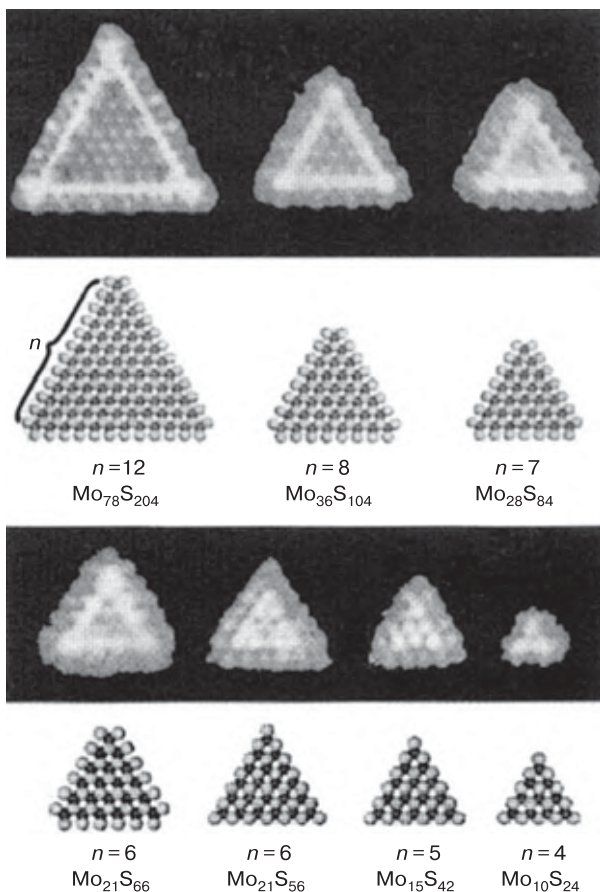 n
n = 12
Mo₇₈S₂₀₄
n = 8
Mo₃₆S₁₀₄
n = 7
Mo₂₈S₈₄
n = 6
Mo₂₁S₆₆
n = 6
Mo₂₁S₅₆
n = 5
Mo₁₅S₄₂
n = 4
Mo₁₀S₂₄